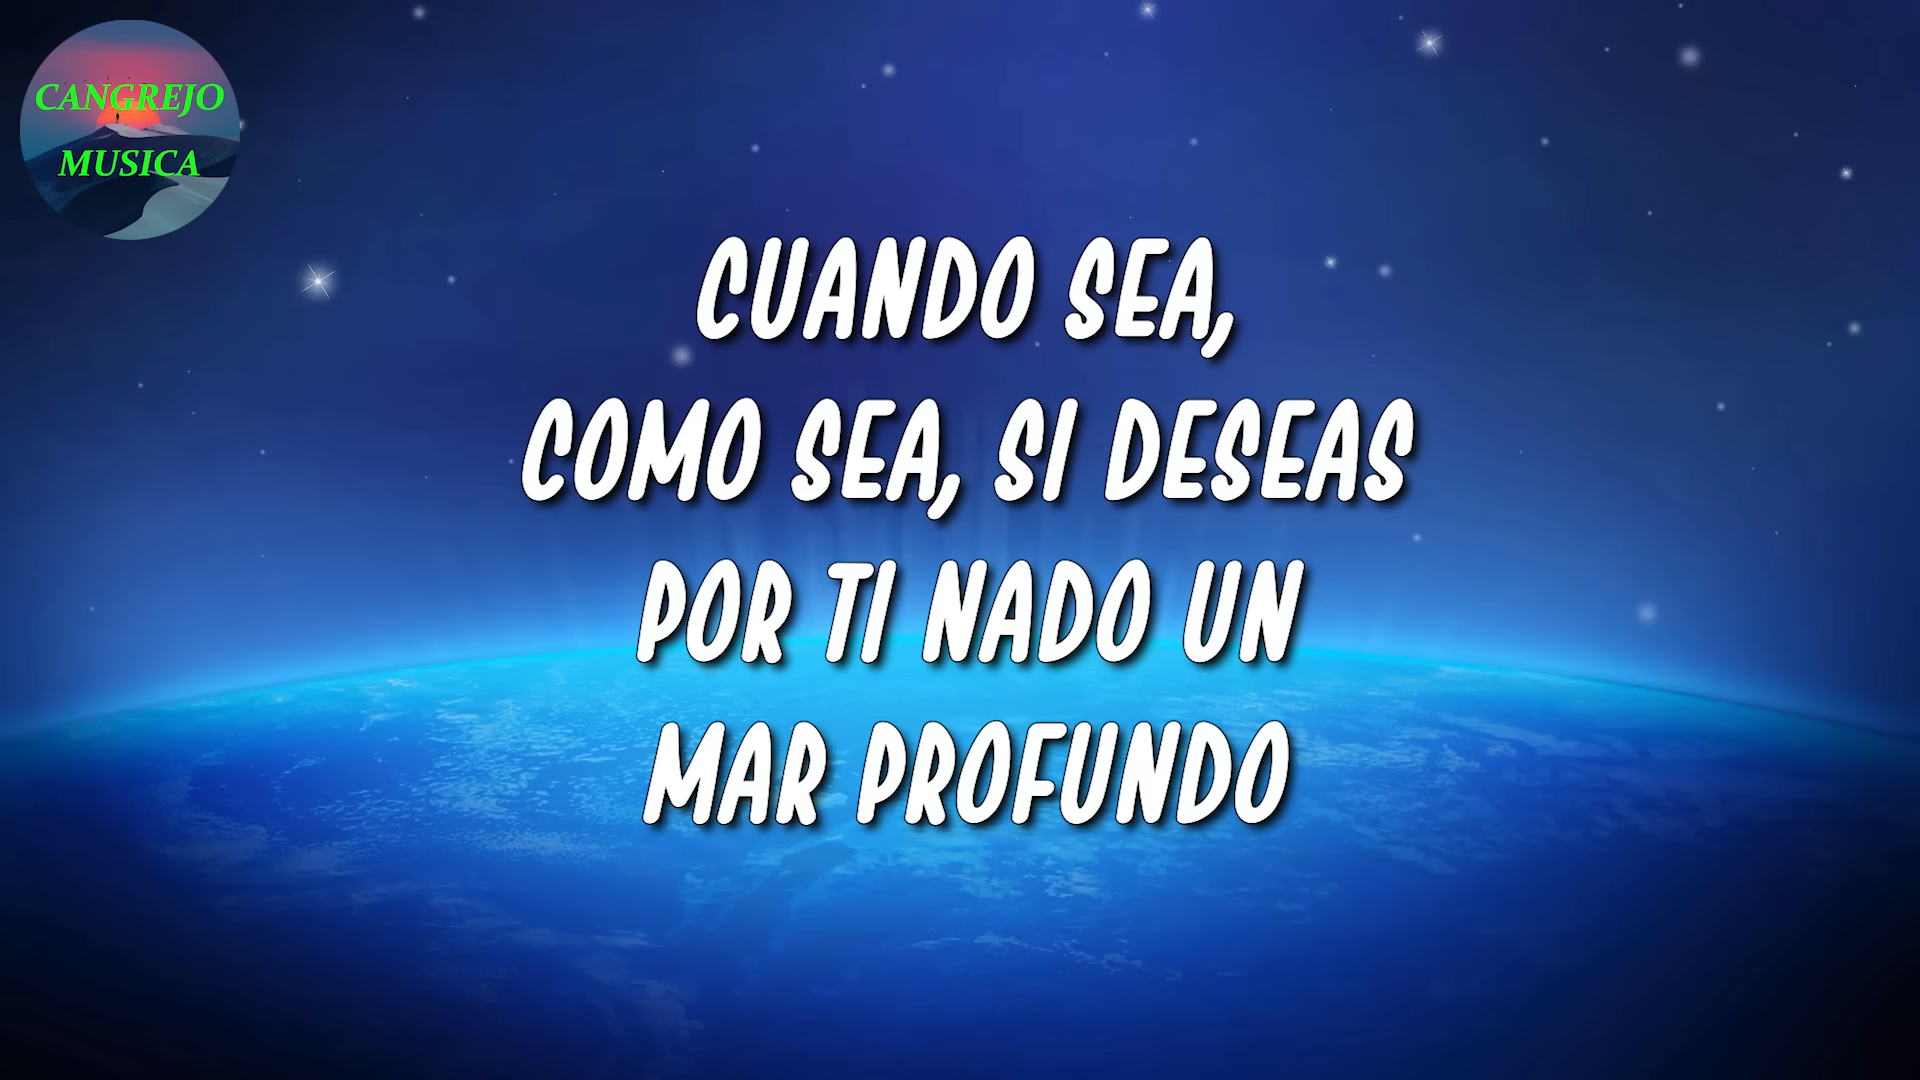 CANGREJO
MUSICA
CUANDO SEA,
COMO SEA, SI DESEAS
POR TI NADO UN
MAR PROFUNDO